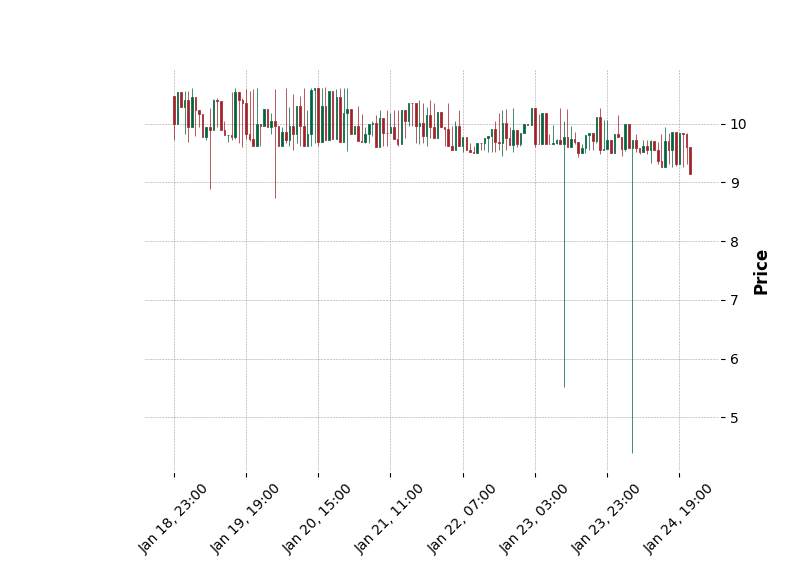 10
9
8
7
6
5
Price
Jan 18, 23:00
Jan 19, 19:00
Jan 20, 15:00
Jan 21, 11:00
Jan 22, 07:00
Jan 23, 03:00
Jan 23, 23:00
Jan 24, 19:00